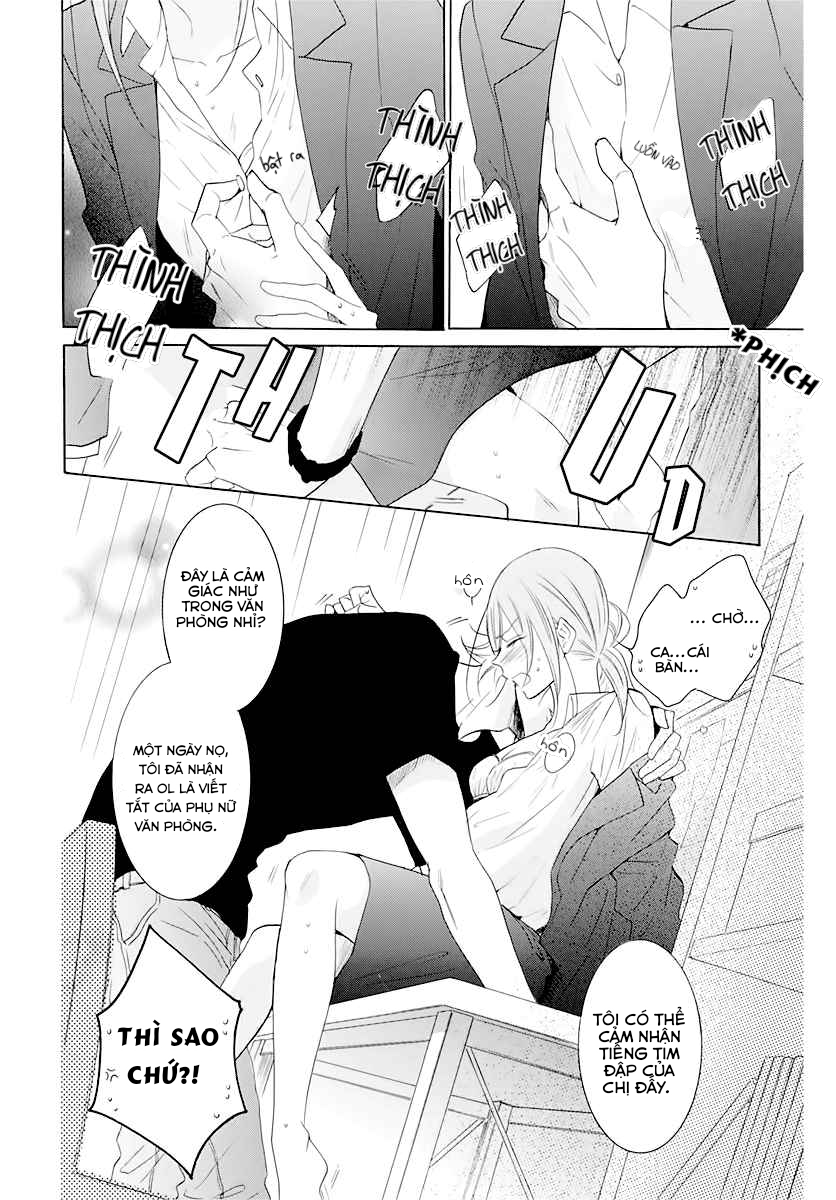 THÌNH
THỊCH
LUỒN VÀO
THÌNH
THỊCH
THÌNH
THỊCH
bật ra
THÌNH
THỊCH
*PHỊCH
THUD
... CHỜ...
CA...CÁI
BÀN...
hôn
hôn
ĐÂY LÀ CẢM
GIÁC NHƯ
TRONG VĂN
PHÒNG NHỈ?
MỘT NGÀY NỌ,
TÔI ĐÃ NHẬN
RA OL LÀ VIẾT
TẮT CỦA PHỤ NỮ
VĂN PHÒNG.
TÔI CÓ THỂ
CẢM NHẬN
TIẾNG TIM
ĐẬP CỦA
CHỊ ĐẤY.
THÌ SAO
CHỨ?!